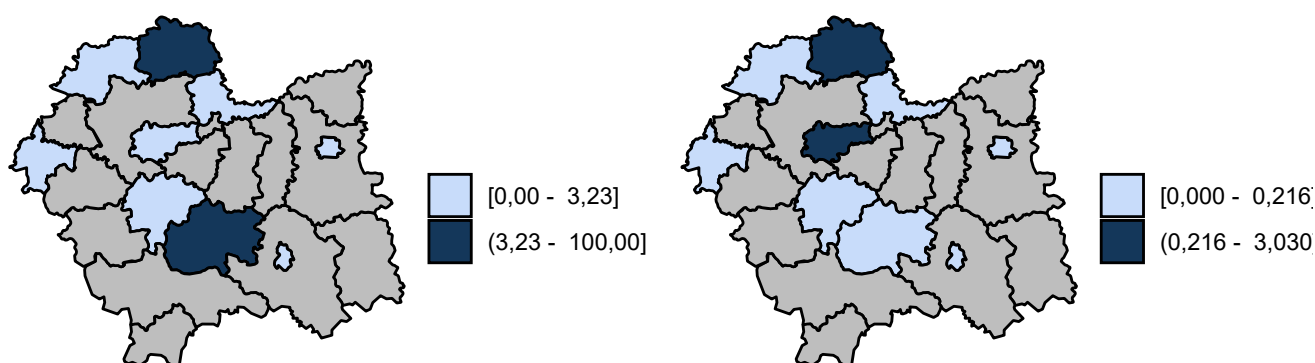 [0,00 - 3,23]
(3,23 - 100,00]
[0,000 - 0,216]
(0,216 - 3,030]